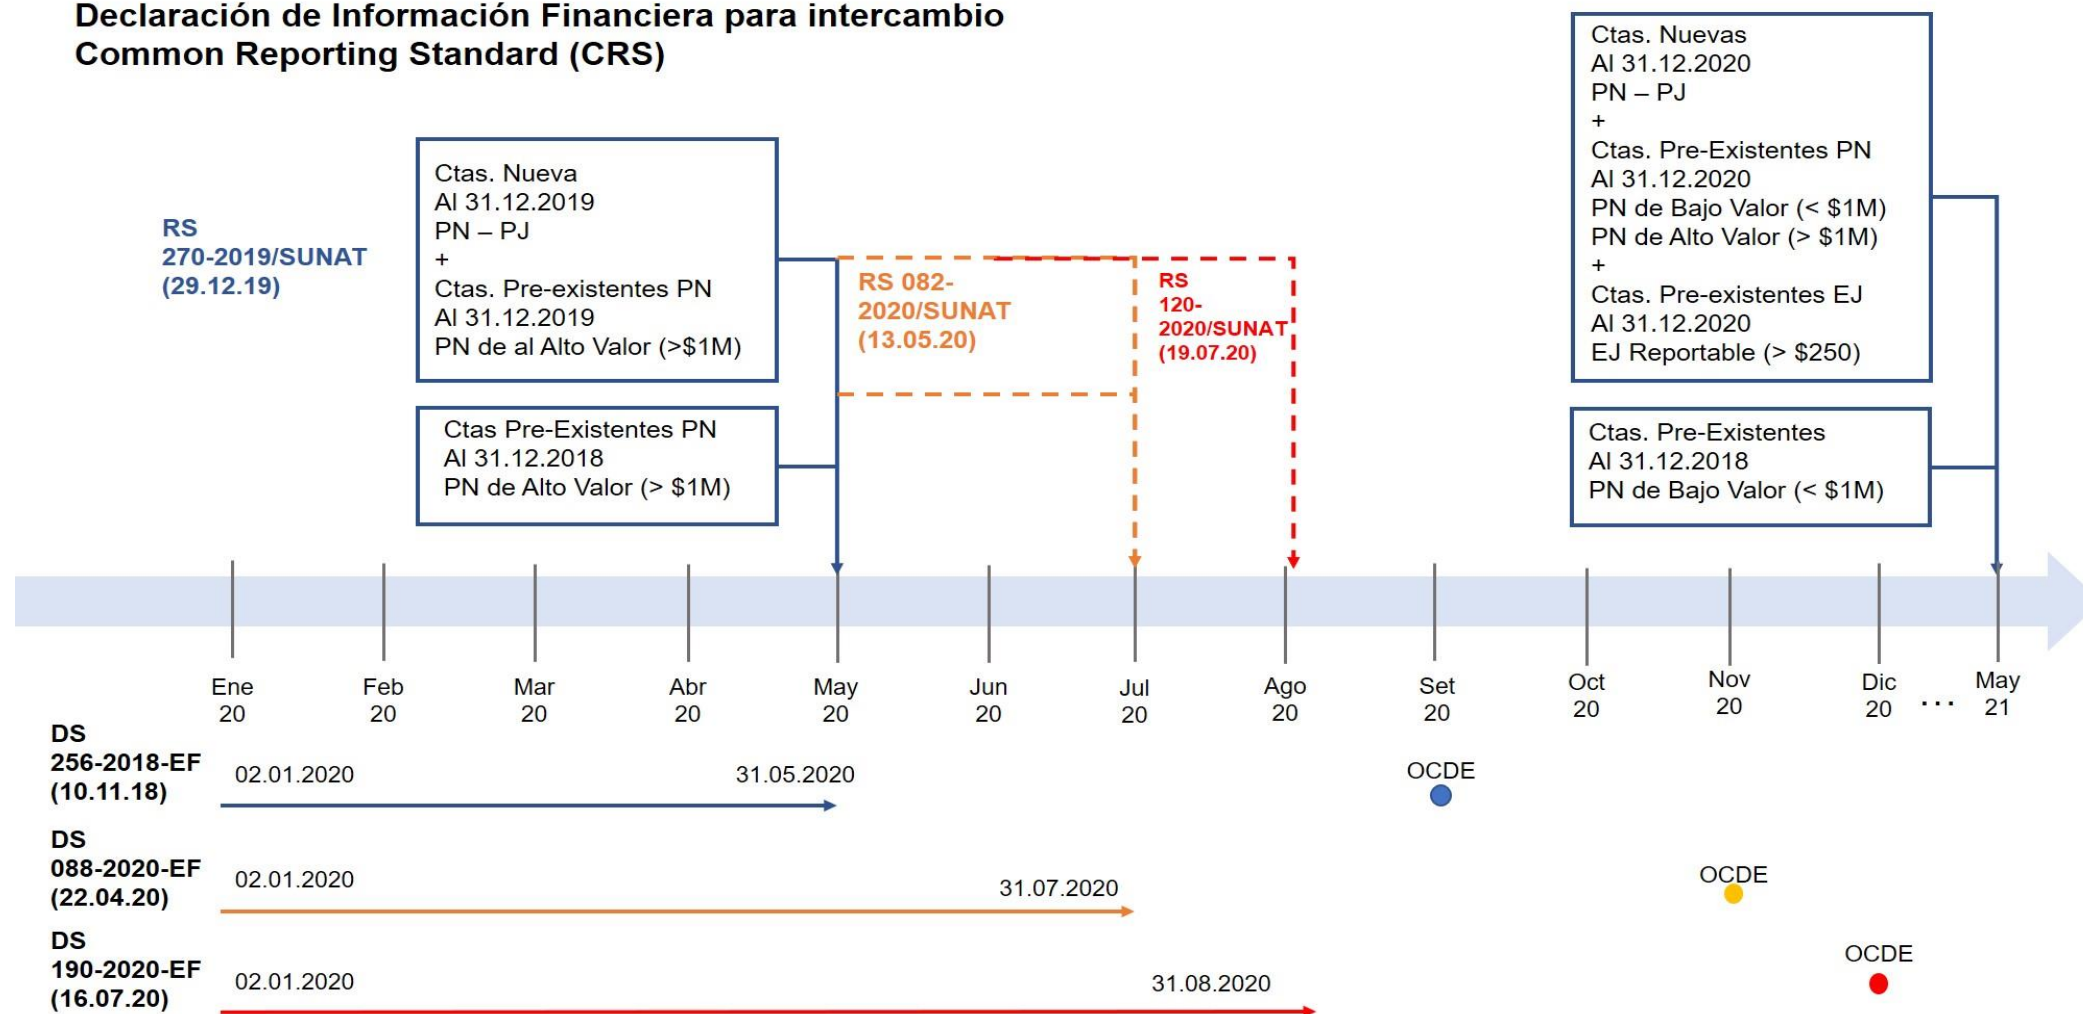 Declaración de Información Financiera para intercambio
Common Reporting Standard (CRS)
RS
270-2019/SUNAT
(29.12.19)
Ctas. Nueva
Al 31.12.2019
PN – PJ
+
Ctas. Pre-existentes PN
Al 31.12.2019
PN de al Alto Valor (>$1M)
Ctas Pre-Existentes PN
Al 31.12.2018
PN de Alto Valor (> $1M)
RS 082-
2020/SUNAT
(13.05.20)
RS
120-
2020/SUNAT
(19.07.20)
Ctas. Nuevas
Al 31.12.2020
PN – PJ
+
Ctas. Pre-Existentes PN
Al 31.12.2020
PN de Bajo Valor (< $1M)
PN de Alto Valor (> $1M)
+
Ctas. Pre-existentes EJ
Al 31.12.2020
EJ Reportable (> $250)
Ctas. Pre-Existentes
Al 31.12.2018
PN de Bajo Valor (< $1M)
Ene
20
Feb
20
Mar
20
Abr
20
May
20
Jun
20
Jul
20
Ago
20
Set
20
Oct
20
Nov
20
Dic
20
...
May
21
DS
256-2018-EF
(10.11.18)
02.01.2020
31.05.2020
OCDE
DS
088-2020-EF
(22.04.20)
02.01.2020
31.07.2020
OCDE
DS
190-2020-EF
(16.07.20)
02.01.2020
31.08.2020
OCDE